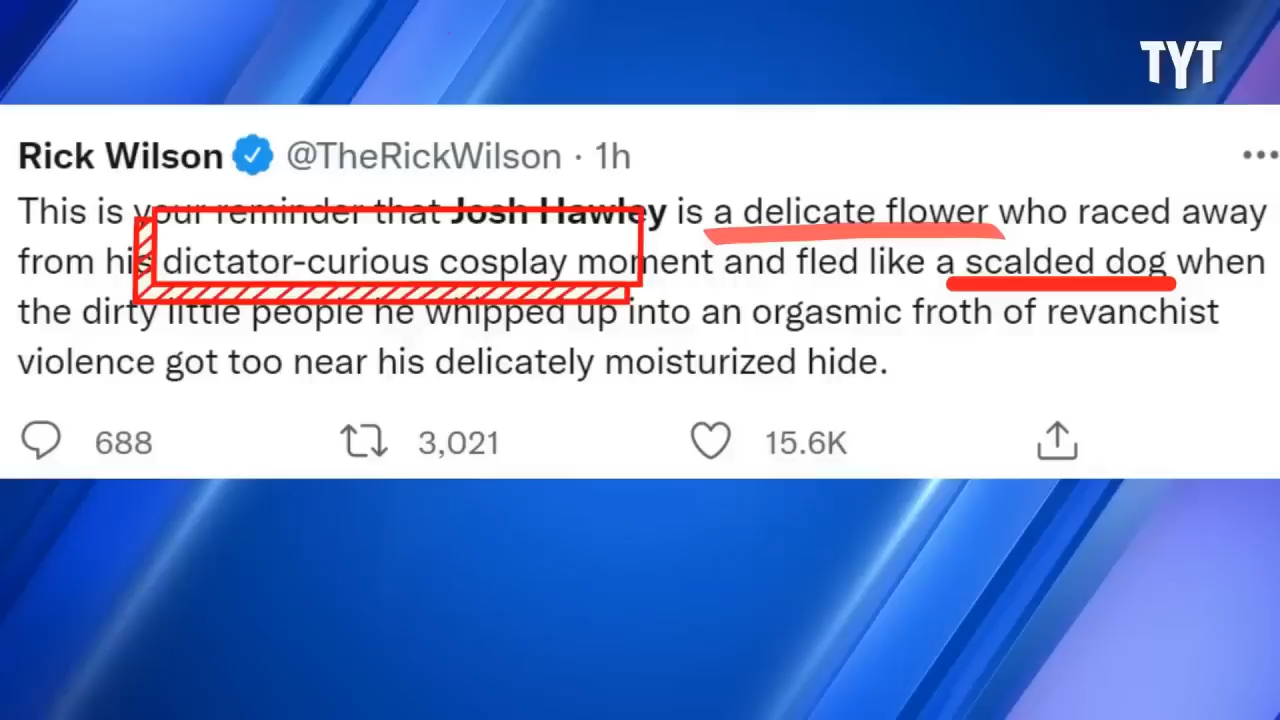 TYT
Rick Wilson @TheRickWilson · 1h
This is your reminder that Josh Hawley is a delicate flower who raced away
from his dictator-curious cosplay moment and fled like a scalded dog when
the dirty little people he whipped up into an orgasmic froth of revanchist
violence got too near his delicately moisturized hide.
688 3,021 15.6K